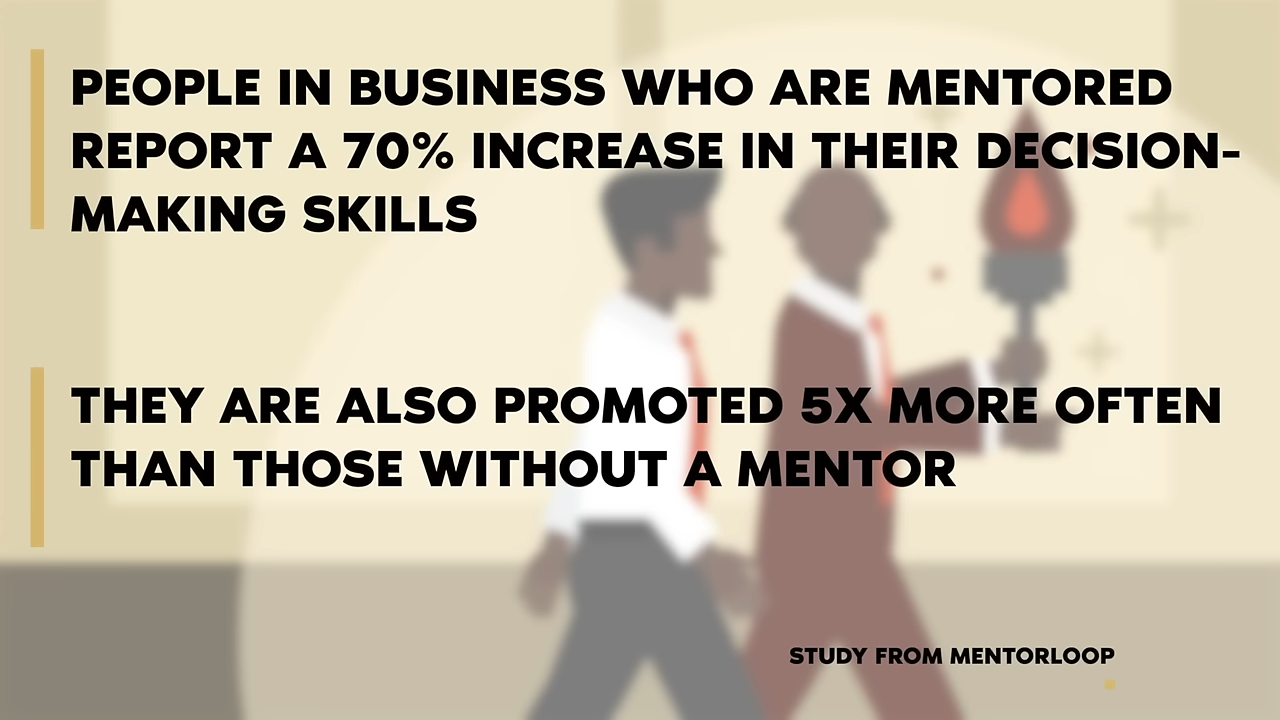 PEOPLE IN BUSINESS WHO ARE MENTORED
REPORT A 70% INCREASE IN THEIR DECISION-
MAKING SKILLS
THEY ARE ALSO PROMOTED 5X MORE OFTEN
THAN THOSE WITHOUT A MENTOR
STUDY FROM MENTORLOOP